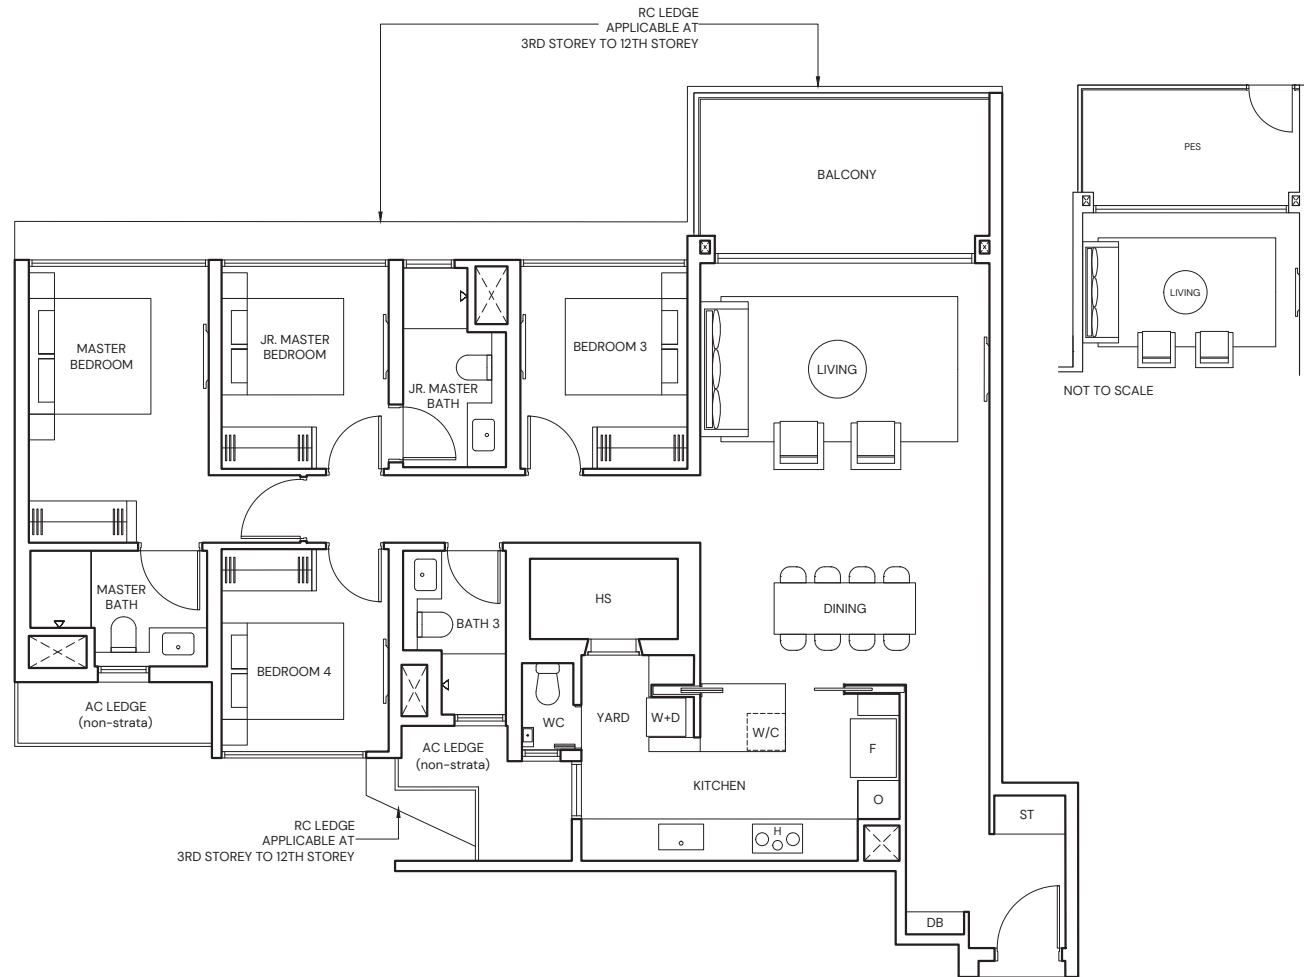 RC LEDGE
APPLICABLE AT
3RD STOREY TO 12TH STOREY
BALCONY
PES
MASTER
BEDROOM
JR. MASTER
BEDROOM
JR. MASTER
BATH
BEDROOM 3
LIVING
LIVING
NOT TO SCALE
MASTER
BATH
BEDROOM 4
BATH 3
HS
DINING
AC LEDGE
(non-strata)
WC
YARD
W+D
W/C
F
AC LEDGE
(non-strata)
KITCHEN
O
H
ST
RC LEDGE
APPLICABLE AT
3RD STOREY TO 12TH STOREY
DB